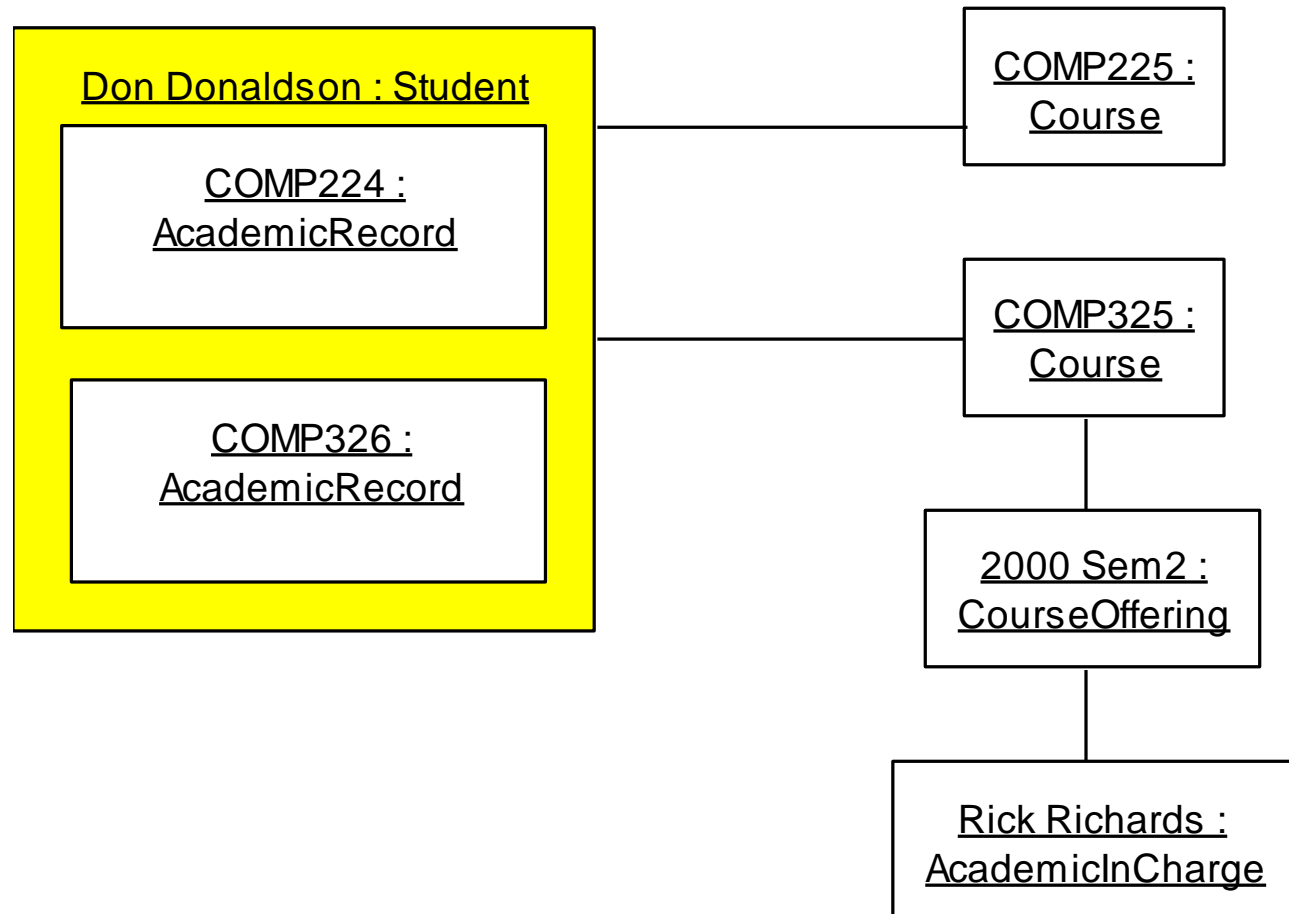 Don Donaldson : Student
COMP224 :
AcademicRecord
COMP326 :
AcademicRecord
COMP225 :
Course
COMP325 :
Course
2000 Sem2 :
CourseOffering
Rick Richards :
AcademicInCharge